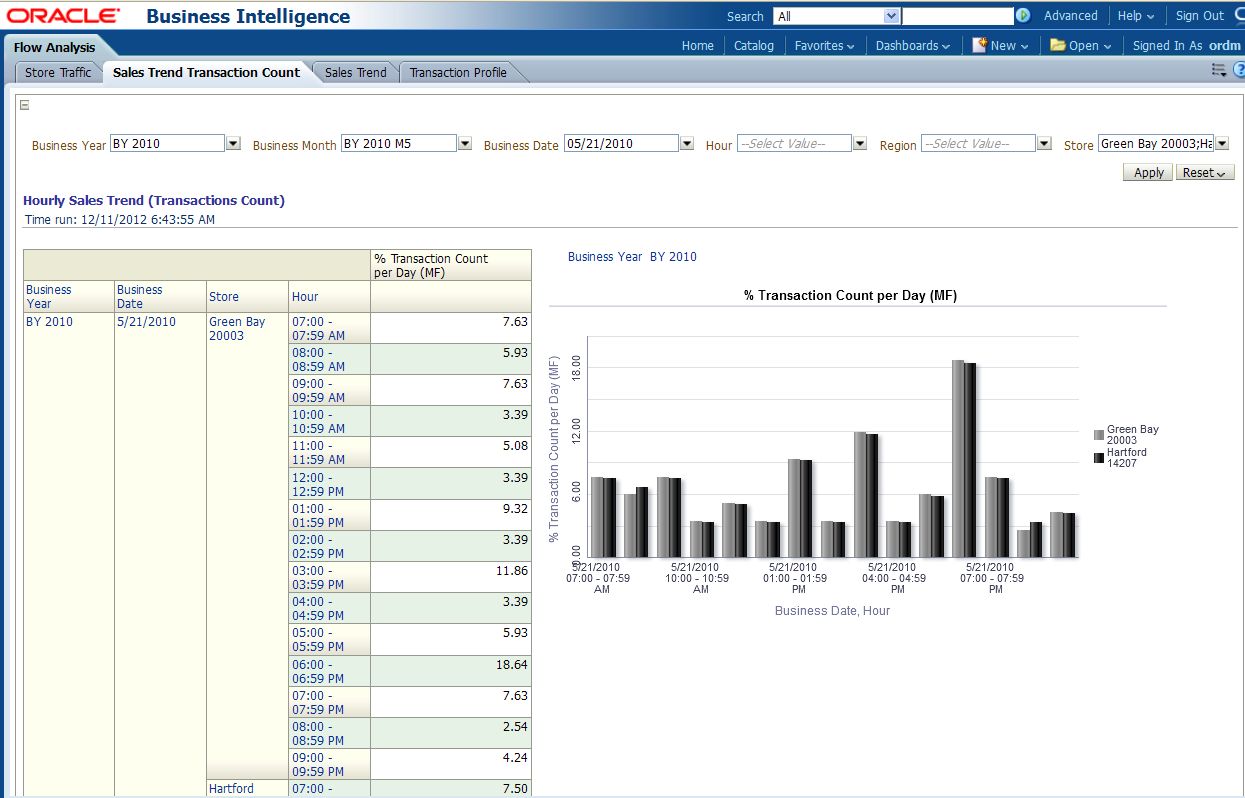 ORACLE Business Intelligence
Search All Advanced Help Sign Out
Flow Analysis
Home Catalog Favorites Dashboards New Open Signed In As ordm
Store Traffic Sales Trend Transaction Count Sales Trend Transaction Profile
Business Year BY 2010 Business Month BY 2010 M5 Business Date 05/21/2010 Hour --Select Value-- Region --Select Value-- Store Green Bay 20003;Ha
Apply Reset
Hourly Sales Trend (Transactions Count)
Time run: 12/11/2012 6:43:55 AM
% Transaction Count
per Day (MF)
Business
Year
Business
Date
Store
Hour
BY 2010
5/21/2010
Green Bay
20003
07:00 -
07:59 AM
7.63
08:00 -
08:59 AM
5.93
09:00 -
09:59 AM
7.63
10:00 -
10:59 AM
3.39
11:00 -
11:59 AM
5.08
12:00 -
12:59 PM
3.39
01:00 -
01:59 PM
9.32
02:00 -
02:59 PM
3.39
03:00 -
03:59 PM
11.86
04:00 -
04:59 PM
3.39
05:00 -
05:59 PM
5.93
06:00 -
06:59 PM
18.64
07:00 -
07:59 PM
7.63
08:00 -
08:59 PM
2.54
09:00 -
09:59 PM
4.24
Hartford
07:00 -
7.50
Business Year BY 2010
% Transaction Count per Day (MF)
% Transaction Count per Day (MF)
18.00
12.00
6.00
0.00
5/21/2010
07:00 - 07:59
AM
5/21/2010
10:00 - 10:59
AM
5/21/2010
01:00 - 01:59
PM
5/21/2010
04:00 - 04:59
PM
5/21/2010
07:00 - 07:59
PM
Business Date, Hour
Green Bay
20003
Hartford
14207